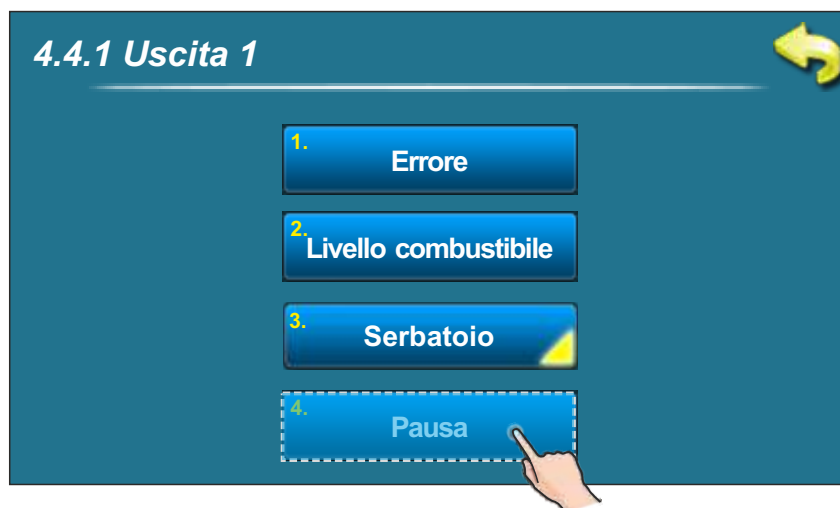 4.4.1 Uscita 1
1.
Errore
2.
Livello combustibile
3.
Serbatoio
4.
Pausa